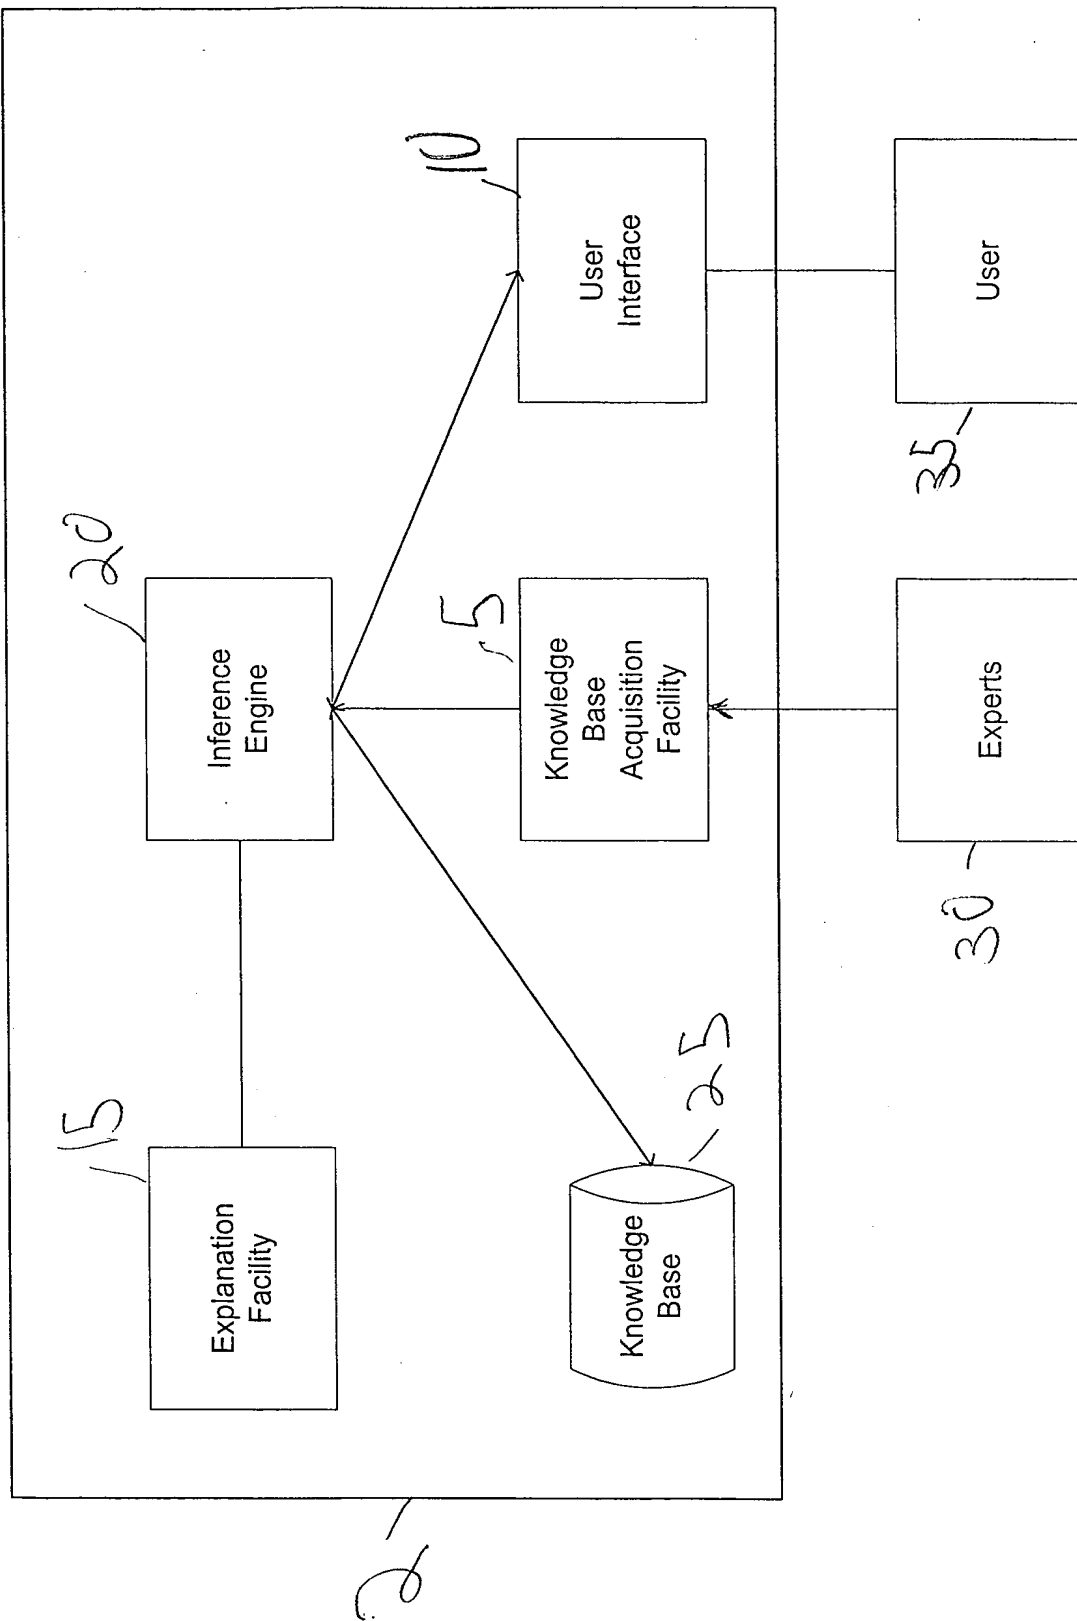 2
15
Explanation
Facility
20
Inference
Engine
25
Knowledge
Base
5
Knowledge
Base
Acquisition
Facility
10
User
Interface
30
Experts
35
User